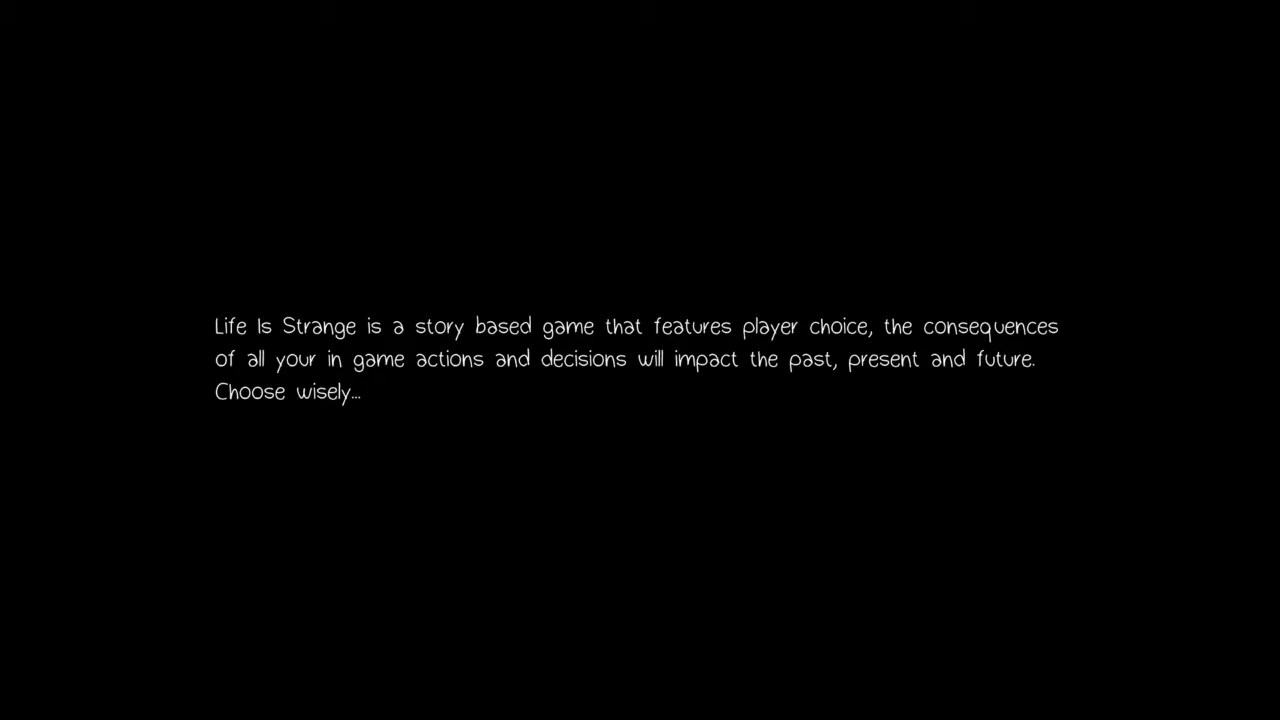 Life Is Strange is a story based game that features player choice, the consequences
of all your in game actions and decisions will impact the past, present and future.
Choose wisely...